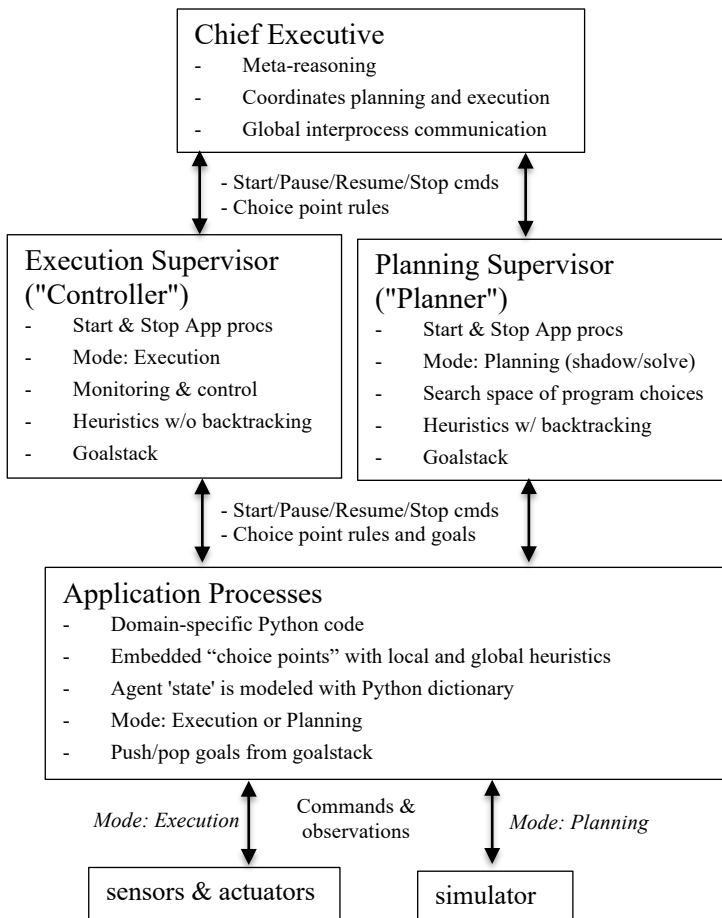 Chief Executive
- Meta-reasoning
- Coordinates planning and execution
- Global interprocess communication
- Start/Pause/Resume/Stop cmds
- Choice point rules
Execution Supervisor
("Controller")
- Start & Stop App procs
- Mode: Execution
- Monitoring & control
- Heuristics w/o backtracking
- Goalstack
Planning Supervisor
("Planner")
- Start & Stop App procs
- Mode: Planning (shadow/solve)
- Search space of program choices
- Heuristics w/ backtracking
- Goalstack
- Start/Pause/Resume/Stop cmds
- Choice point rules and goals
Application Processes
- Domain-specific Python code
- Embedded “choice points” with local and global heuristics
- Agent 'state' is modeled with Python dictionary
- Mode: Execution or Planning
- Push/pop goals from goalstack
Mode: Execution
Commands &
observations
Mode: Planning
sensors & actuators
simulator